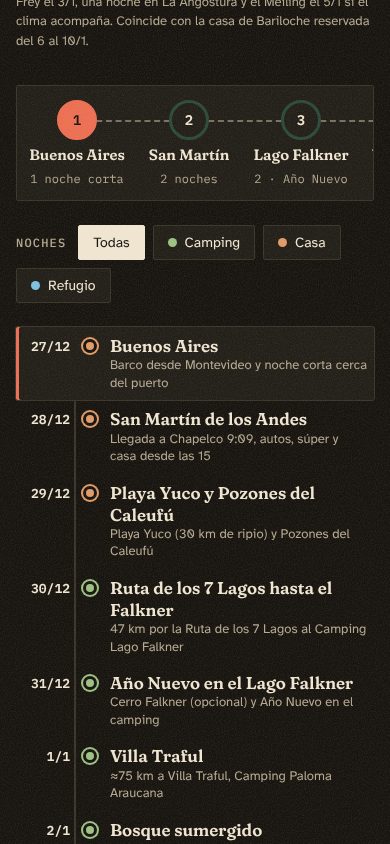 Frey el 3/1, una noche en La Angostura y el Meiling el 5/1 si el
clima acompaña. Coincide con la casa de Bariloche reservada
del 6 al 10/1.
1 2 3
Buenos Aires San Martín Lago Falkner
1 noche corta 2 noches 2 · Año Nuevo
NOCHES Todas Camping Casa
Refugio
27/12 Buenos Aires
Barco desde Montevideo y noche corta cerca
del puerto
28/12 San Martín de los Andes
Llegada a Chapelco 9:09, autos, súper y
casa desde las 15
29/12 Playa Yuco y Pozones del
Caleufú
Playa Yuco (30 km de ripio) y Pozones del
Caleufú
30/12 Ruta de los 7 Lagos hasta el
Falkner
47 km por la Ruta de los 7 Lagos al Camping
Lago Falkner
31/12 Año Nuevo en el Lago Falkner
Cerro Falkner (opcional) y Año Nuevo en el
camping
1/1 Villa Traful
≈75 km a Villa Traful, Camping Paloma
Araucana
2/1 Bosque sumergido